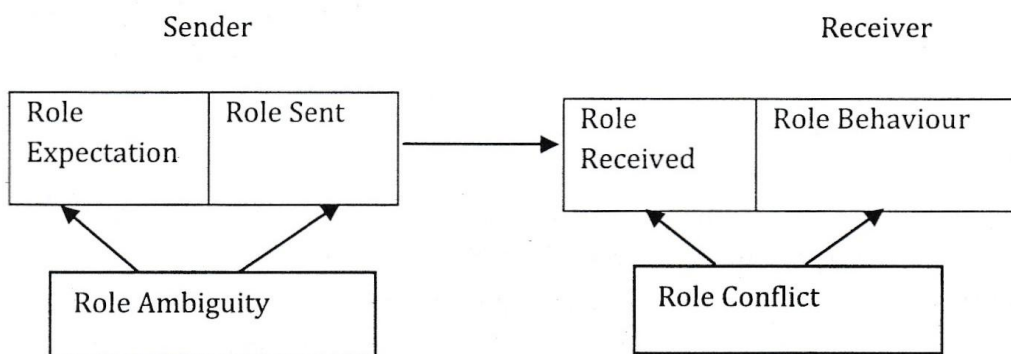 Sender
Receiver
Role
Expectation
Role Sent
Role
Received
Role Behaviour
Role Ambiguity
Role Conflict